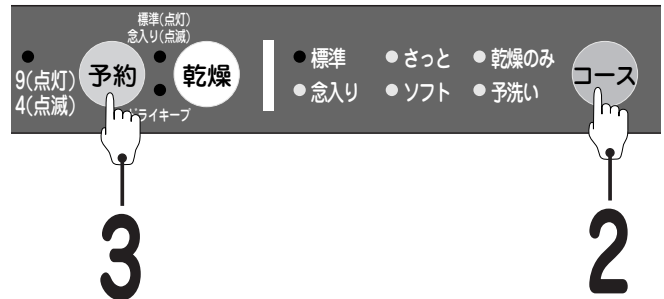 標準(点灯)
念入り(点滅)
9(点灯)
4(点滅)
予約
乾燥
ドライキープ
標準
さっと
乾燥のみ
念入り
ソフト
予洗い
コース
3
2